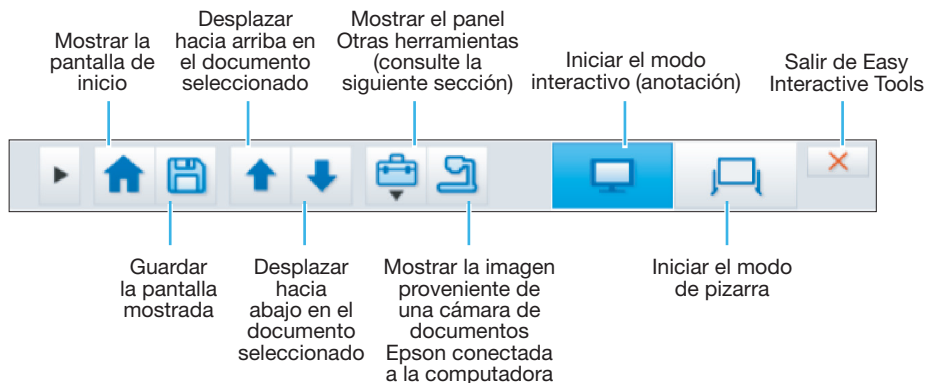 Mostrar la
pantalla de
inicio
Desplazar
hacia arriba en
el documento
seleccionado
Mostrar el panel
Otras herramientas
(consulte la
siguiente sección)
Iniciar el modo
interactivo (anotación)
Salir de Easy
Interactive Tools
Guardar
la pantalla
mostrada
Desplazar
hacia
abajo en el
documento
seleccionado
Mostrar la imagen
proveniente de
una cámara de
documentos
Epson conectada
a la computadora
Iniciar el modo
de pizarra